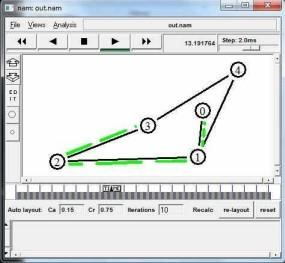 nam: out.nam
File Views Analysis out.nam
13.191764 Step: 2.0ms
4
0
3
E D
I T
2
1
Auto layout: Ca 0.15 Cr 0.75 Iterations 10 Recalc re-layout reset